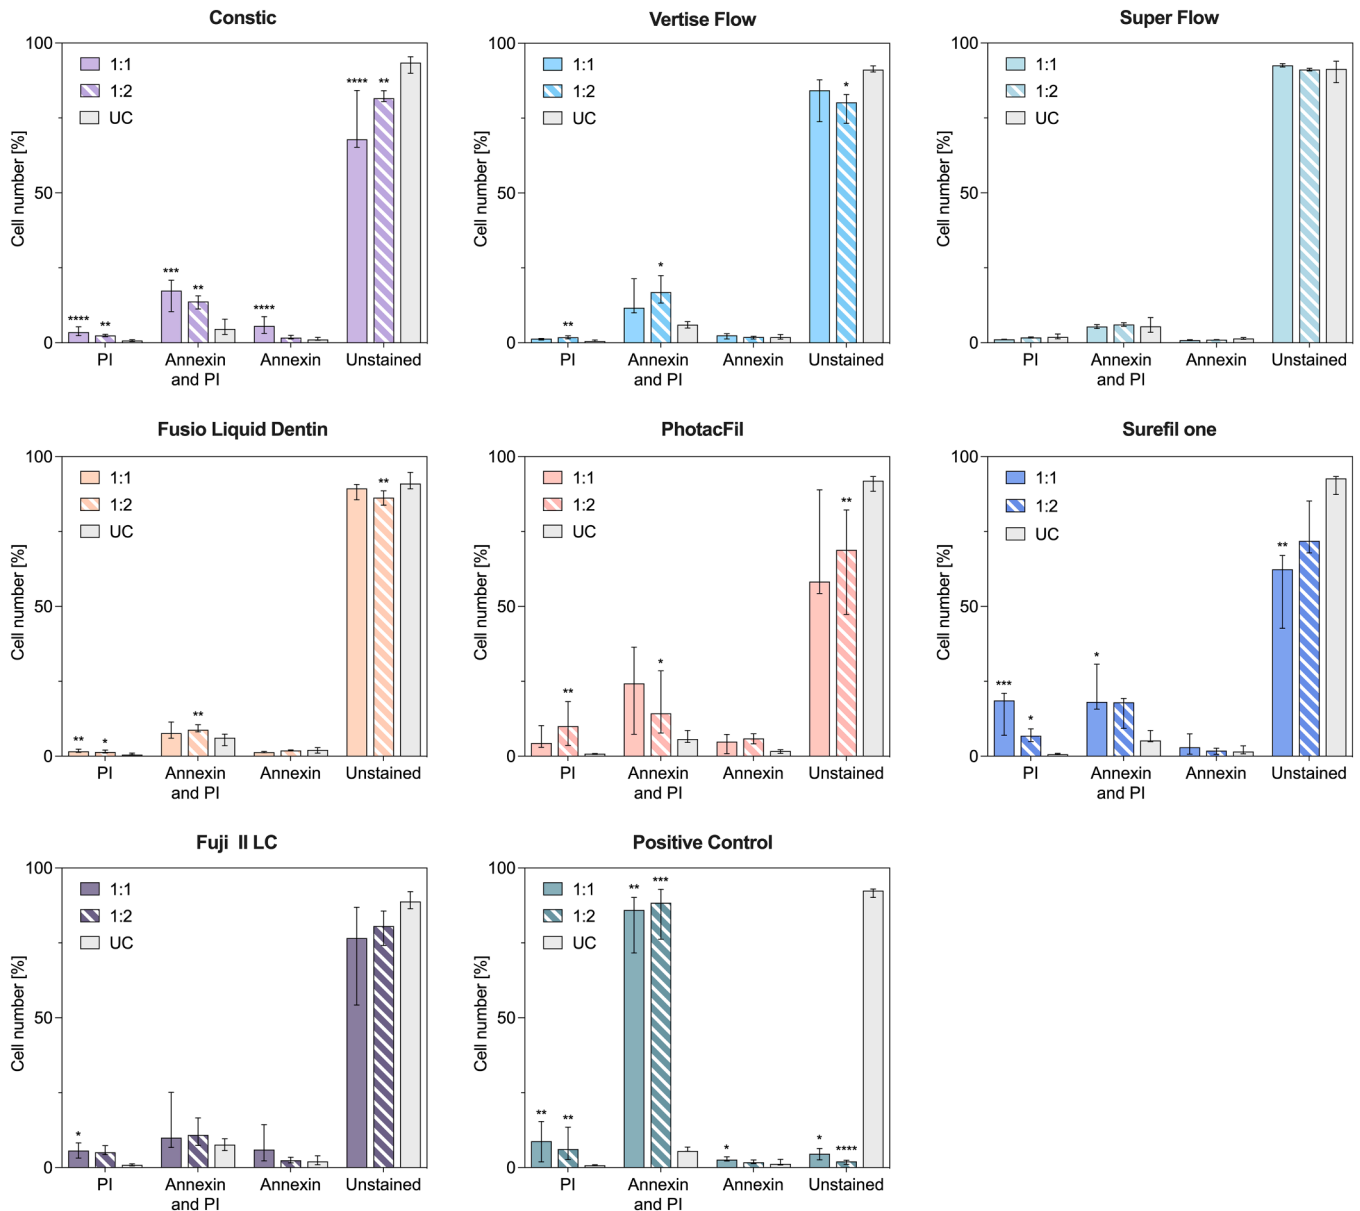 Constic
100
50
0
Cell number [%]
1:1
1:2
UC
****
**
***
**
****
****
**
PI
Annexin
and PI
Annexin
Unstained
Vertise Flow
100
50
0
Cell number [%]
1:1
1:2
UC
**
*
*
PI
Annexin
and PI
Annexin
Unstained
Super Flow
100
50
0
Cell number [%]
1:1
1:2
UC
PI
Annexin
and PI
Annexin
Unstained
Fusio Liquid Dentin
100
50
0
Cell number [%]
1:1
1:2
UC
**
*
**
**
PI
Annexin
and PI
Annexin
Unstained
PhotacFil
100
50
0
Cell number [%]
1:1
1:2
UC
**
*
**
PI
Annexin
and PI
Annexin
Unstained
Surefil one
100
50
0
Cell number [%]
1:1
1:2
UC
***
*
*
**
PI
Annexin
and PI
Annexin
Unstained
Fuji II LC
100
50
0
Cell number [%]
1:1
1:2
UC
*
PI
Annexin
and PI
Annexin
Unstained
Positive Control
100
50
0
Cell number [%]
1:1
1:2
UC
**
**
**
***
*
*
****
PI
Annexin
and PI
Annexin
Unstained